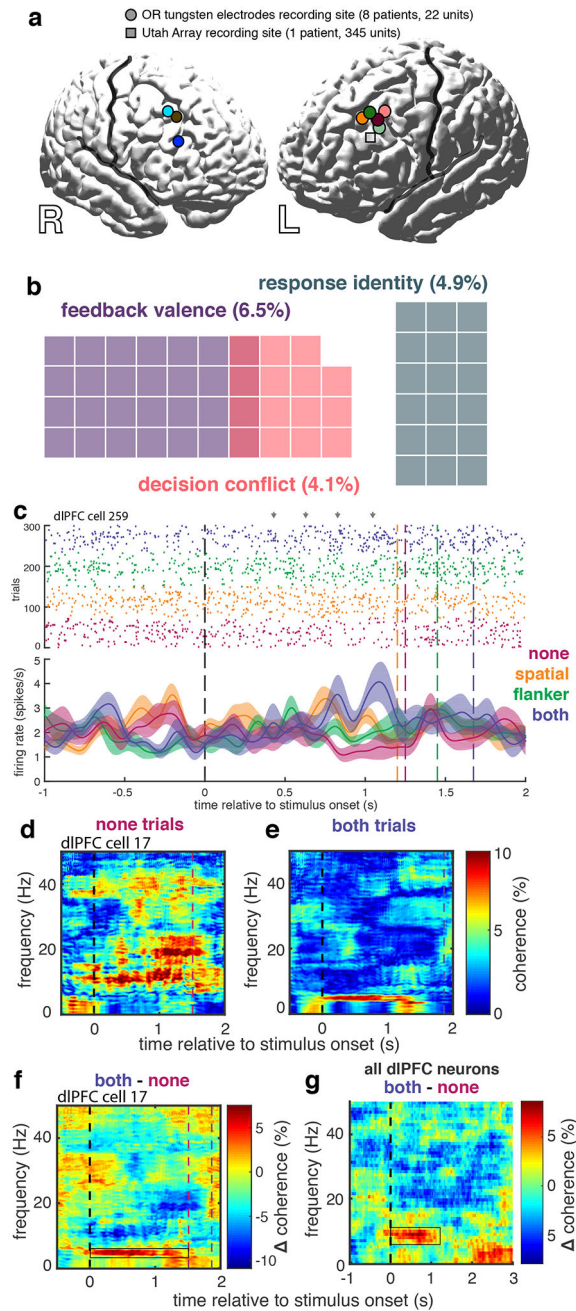 a
OR tungsten electrodes recording site (8 patients, 22 units)
Utah Array recording site (1 patient, 345 units)
R
L
b
response identity (4.9%)
feedback valence (6.5%)
decision conflict (4.1%)
c
dlPFC cell 259
300
200
100
0
trials
none
spatial
flanker
both
5
4
3
2
1
0
firing rate (spikes/s)
-1
-0.5
0
0.5
1
1.5
2
time relative to stimulus onset (s)
d
none trials
dlPFC cell 17
e
both trials
40
20
0
frequency (Hz)
0
2
40
20
0
frequency (Hz)
0
1
2
10
5
0
coherence (%)
time relative to stimulus onset (s)
f
both - none
dlPFC cell 17
g
all dlPFC neurons
both - none
40
20
0
frequency (Hz)
0
1
2
5
0
-5
-10
Δ coherence (%)
40
30
20
10
0
frequency (Hz)
-1
0
1
2
3
5
0
5
Δ coherence (%)
time relative to stimulus onset (s)